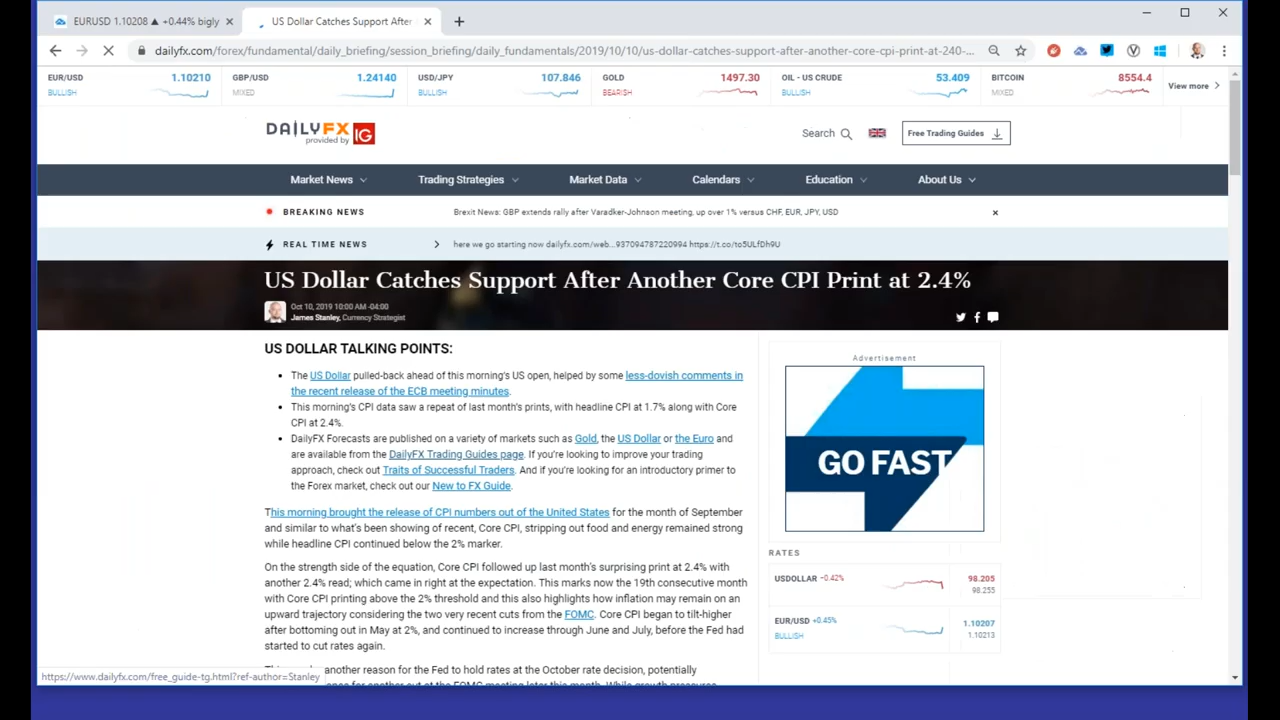 EURUSD 1.10208 ▲ +0.44% bigly
US Dollar Catches Support After
dailyfx.com/forex/fundamental/daily_briefing/session_briefing/daily_fundamentals/2019/10/10/us-dollar-catches-support-after-another-core-cpi-print-at-240-...
EUR/USD 1.10210
BULLISH
GBP/USD 1.24140
MIXED
USD/JPY 107.846
BULLISH
GOLD 1497.30
BEARISH
OIL - US CRUDE 53.409
BULLISH
BITCOIN 8554.4
MIXED
View more
DAILYFX
provided by IG
Search
Free Trading Guides
Market News Trading Strategies Market Data Calendars Education About Us
BREAKING NEWS Brexit News: GBP extends rally after Varadker-Johnson meeting, up over 1% versus CHF, EUR, JPY, USD
REAL TIME NEWS here we go starting now dailyfx.com/web...937094787220994 https://t.co/to5ULfDh9U
US Dollar Catches Support After Another Core CPI Print at 2.4%
Oct 10, 2019 10:00 AM -04:00
James Stanley, Currency Strategist
US DOLLAR TALKING POINTS:
The US Dollar pulled-back ahead of this morning's US open, helped by some less-dovish comments in
the recent release of the ECB meeting minutes.
This morning's CPI data saw a repeat of last month's prints, with headline CPI at 1.7% along with Core
CPI at 2.4%.
DailyFX Forecasts are published on a variety of markets such as Gold, the US Dollar or the Euro and
are available from the DailyFX Trading Guides page. If you're looking to improve your trading
approach, check out Traits of Successful Traders. And if you're looking for an introductory primer to
the Forex market, check out our New to FX Guide.
This morning brought the release of CPI numbers out of the United States for the month of September
and similar to what's been showing of recent, Core CPI, stripping out food and energy remained strong
while headline CPI continued below the 2% marker.
On the strength side of the equation, Core CPI followed up last month's surprising print at 2.4% with
another 2.4% read; which came in right at the expectation. This marks now the 19th consecutive month
with Core CPI printing above the 2% threshold and this also highlights how inflation may remain on an
upward trajectory considering the two very recent cuts from the FOMC. Core CPI began to tilt-higher
after bottoming out in May at 2%, and continued to increase through June and July, before the Fed had
started to cut rates again.
another reason for the Fed to hold rates at the October rate decision, potentially
Advertisement
GO FAST
RATES
USDOLLAR -0.42% 98.205
98.255
EUR/USD +0.45% 1.10207
BULLISH 1.10213
https://www.dailyfx.com/free_guide-tg.html?ref-author=Stanley